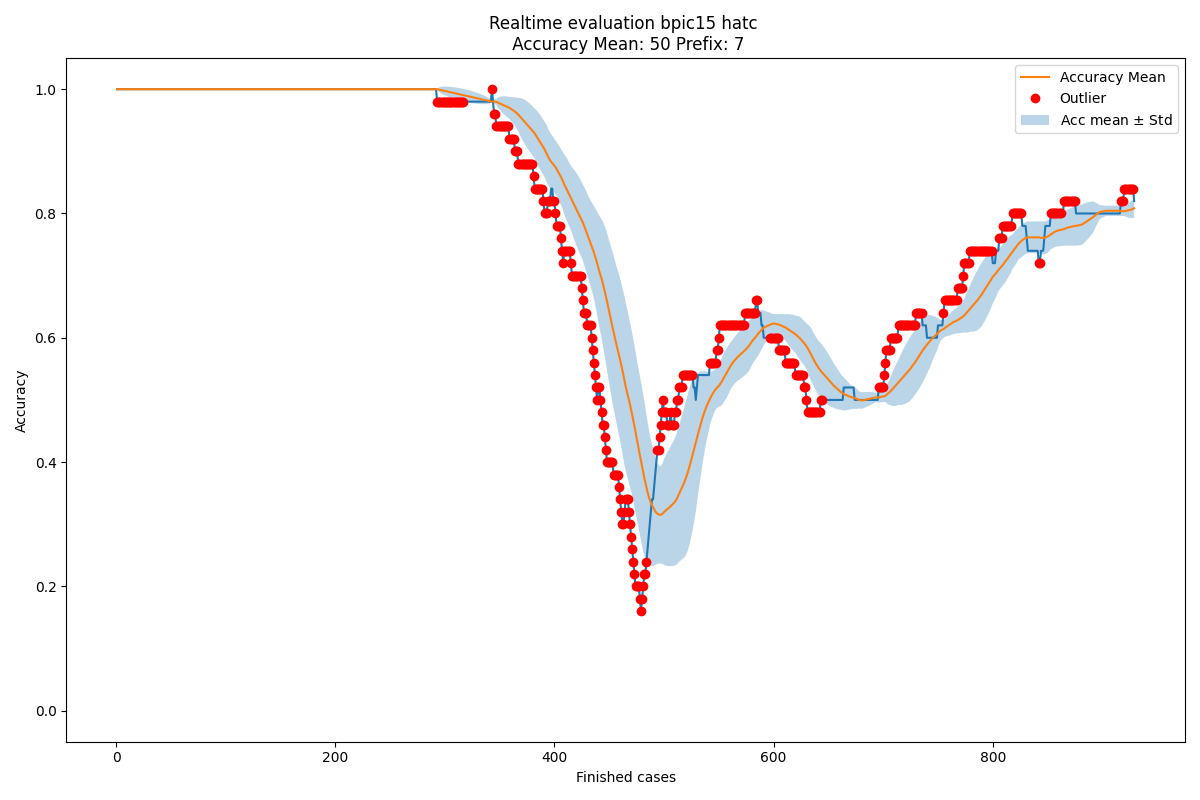 Realtime evaluation bpic15 hatc
Accuracy Mean: 50 Prefix: 7
Accuracy Mean
Outlier
Acc mean ± Std
1.0
0.8
0.6
0.4
0.2
0.0
Accuracy
0
200
400
600
800
Finished cases